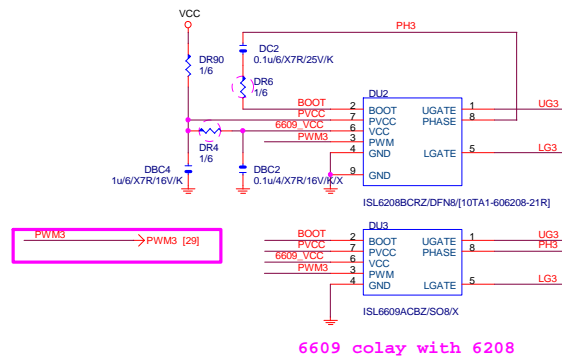 VCC
PH3
DR90
1/6
DC2
0.1u/6/X7R/25V/K
DR6
1/6
DU2
BOOT 2 BOOT UGATE 1 UG3
PVCC 7 PVCC PHASE 8
6609_VCC 6 VCC
PWM3 3 PWM
4 GND LGATE 5 LG3
9 GND
DR4
1/6
DBC4
1u/6/X7R/16V/K
DBC2
0.1u/4/X7R/16V/K/X
ISL6208BCRZ/DFN8/[10TA1-606208-21R]
PWM3 PWM3 [29]
DU3
BOOT 2 BOOT UGATE 1 UG3
PVCC 7 PVCC PHASE 8 PH3
6609_VCC 6 VCC
PWM3 3 PWM
4 GND LGATE 5 LG3
ISL6609ACBZ/SO8/X
6609 colay with 6208